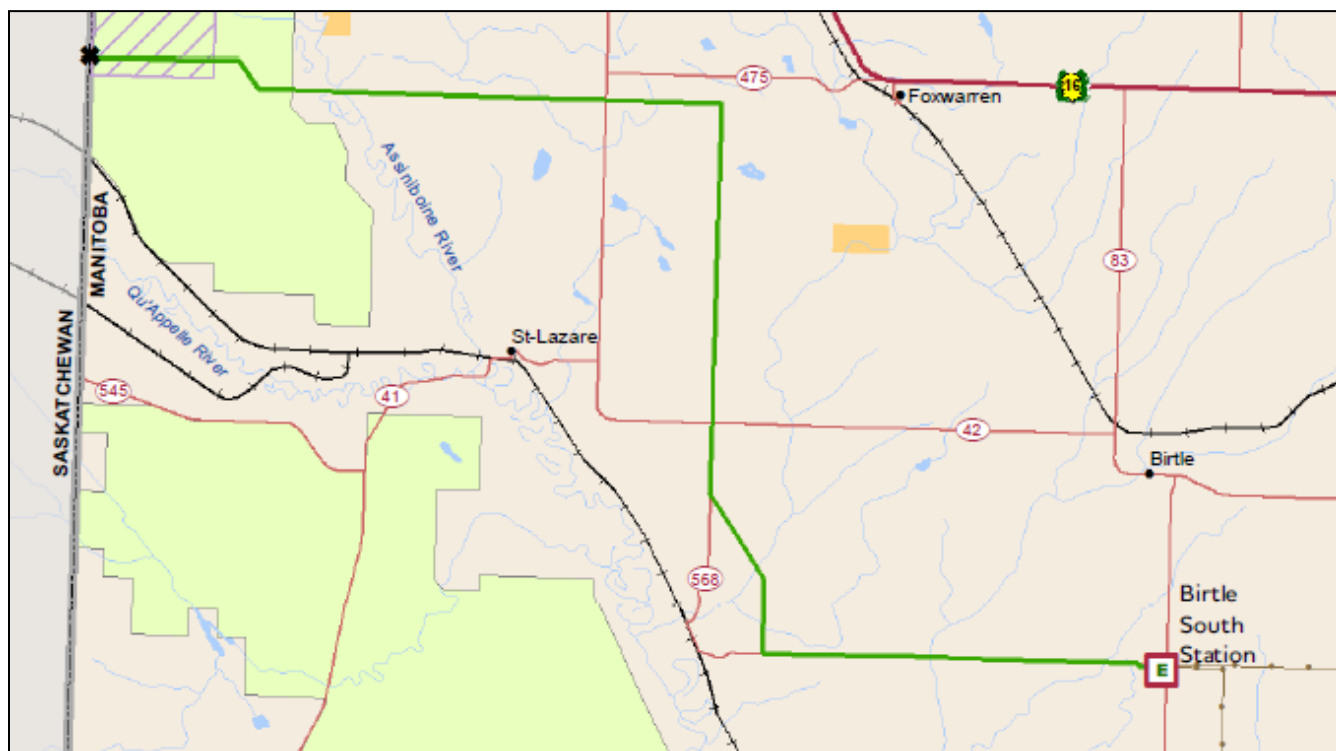 16
475
Foxwarren
Assiniboine River
MANITOBA
83
Qu'Appelle River
St-Lazare
SASKATCHEWAN
545
41
42
Birtle
568
Birtle
South
Station
E